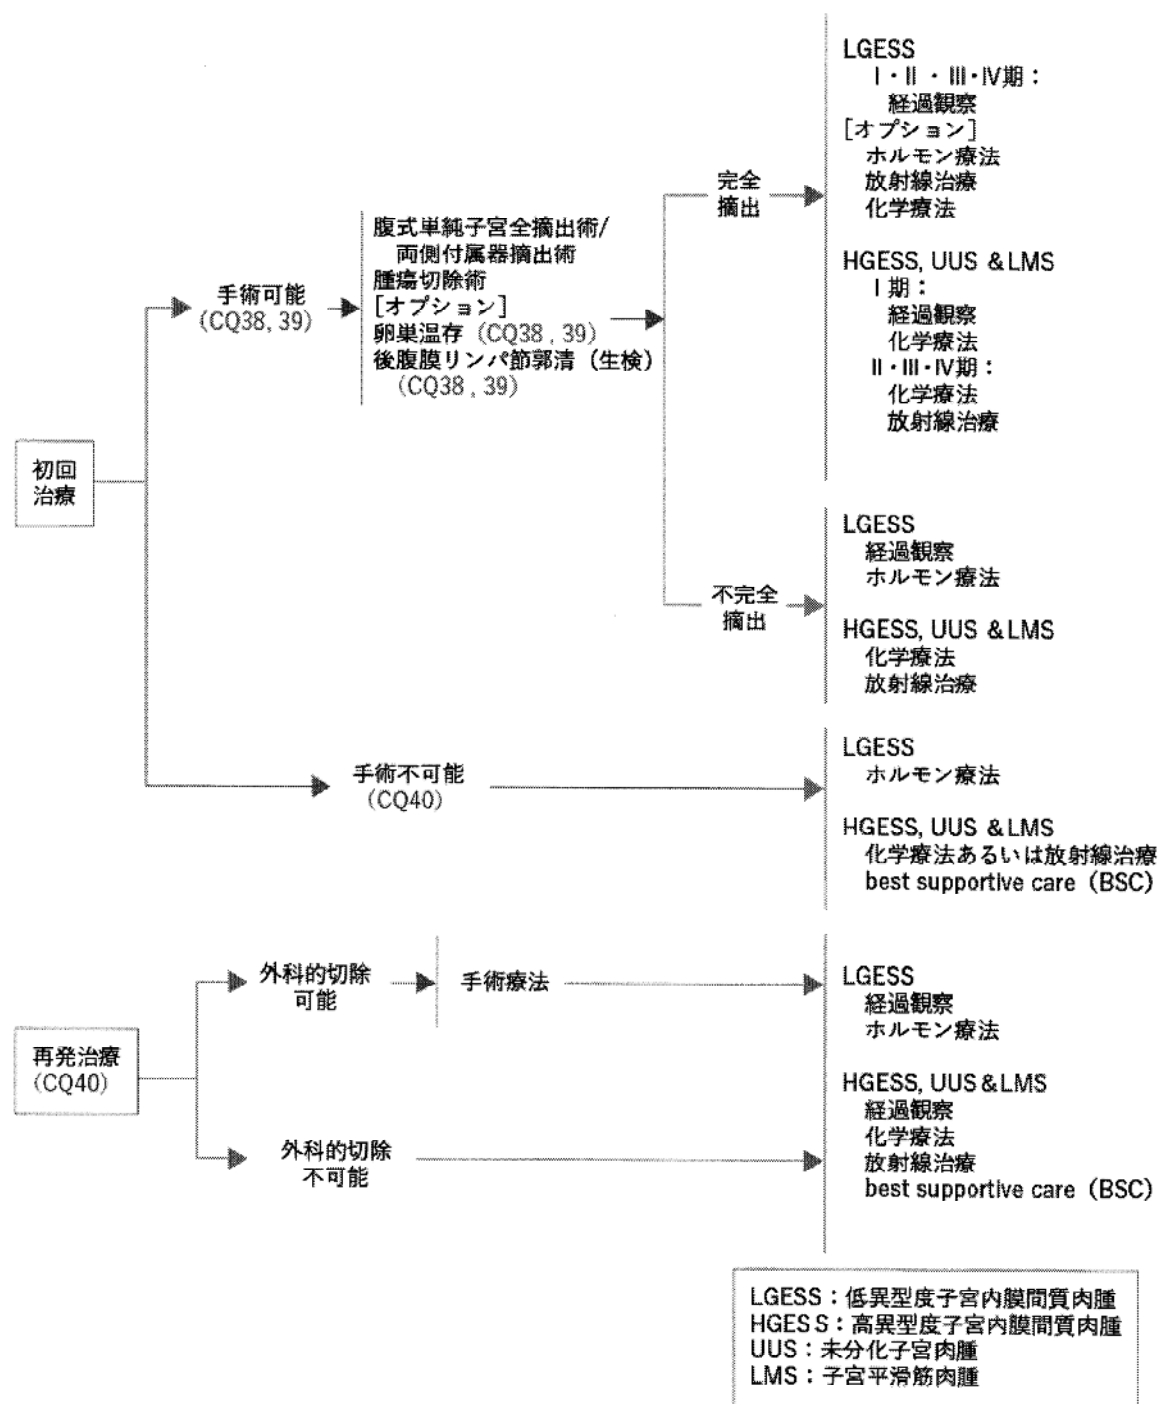 初回
治療
手術可能
（CQ38, 39）
腹式単純子宮全摘出術/
両側付属器摘出術
腫瘍切除術
［オプション］
卵巣温存（CQ38, 39）
後腹膜リンパ節郭清（生検）
（CQ38, 39）
完全
摘出
LGESS
Ⅰ・Ⅱ・Ⅲ・Ⅳ期：
経過観察
［オプション］
ホルモン療法
放射線治療
化学療法
HGESS, UUS &LMS
Ⅰ期：
経過観察
化学療法
Ⅱ・Ⅲ・Ⅳ期：
化学療法
放射線治療
不完全
摘出
LGESS
経過観察
ホルモン療法
HGESS, UUS &LMS
化学療法
放射線治療
手術不可能
（CQ40）
LGESS
ホルモン療法
HGESS, UUS &LMS
化学療法あるいは放射線治療
best supportive care（BSC）
再発治療
（CQ40）
外科的切除
可能
手術療法
外科的切除
不可能
LGESS
経過観察
ホルモン療法
HGESS, UUS&LMS
経過観察
化学療法
放射線治療
best supportive care（BSC）
LGESS：低異型度子宮内膜間質肉腫
HGESS：高異型度子宮内膜間質肉腫
UUS：未分化子宮肉腫
LMS：子宮平滑筋肉腫